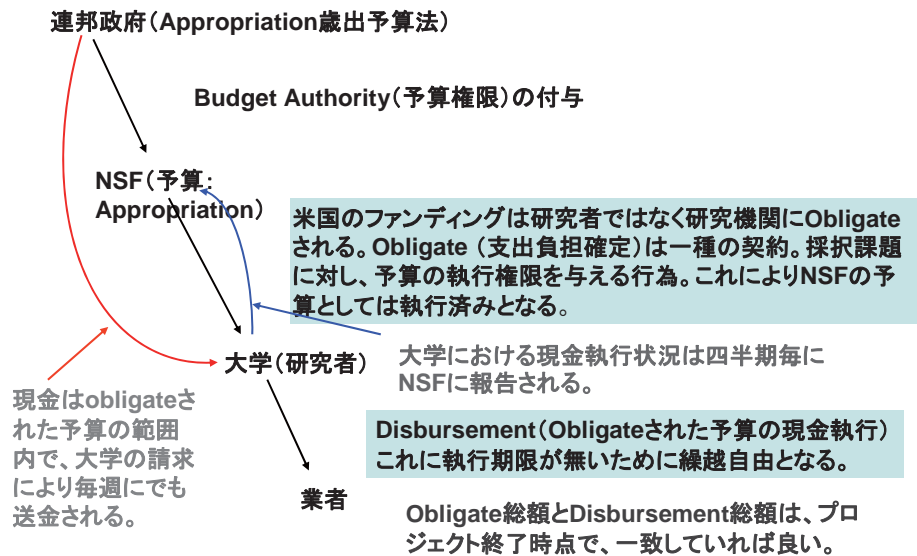 連邦政府(Appropriation歳出予算法)
Budget Authority(予算権限)の付与
NSF(予算:
Appropriation)
米国のファンディングは研究者ではなく研究機関にObligate
される。Obligate (支出負担確定)は一種の契約。採択課題
に対し、予算の執行権限を与える行為。これによりNSFの予
算としては執行済みとなる。
大学(研究者)
大学における現金執行状況は四半期毎に
NSFに報告される。
現金はobligateさ
れた予算の範囲
内で、大学の請求
により毎週にでも
送金される。
Disbursement(Obligateされた予算の現金執行)
これに執行期限が無いために繰越自由となる。
業者
Obligate総額とDisbursement総額は、プロ
ジェクト終了時点で、一致していれば良い。